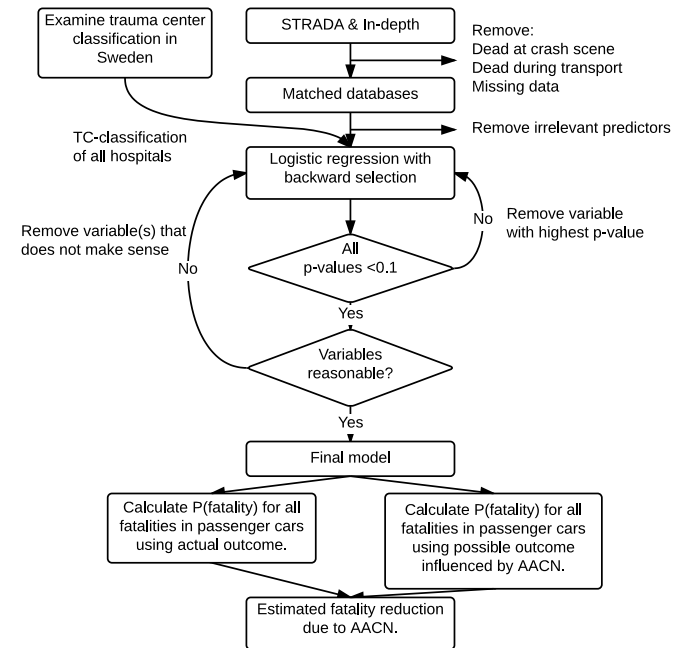 Examine trauma center
classification in
Sweden
STRADA & In-depth
Remove:
Dead at crash scene
Dead during transport
Missing data
Matched databases
Remove irrelevant predictors
TC-classification
of all hospitals
Logistic regression with
backward selection
Remove variable(s) that
does not make sense
No
No
Remove variable
with highest p-value
All
p-values <0.1
Yes
Variables
reasonable?
Yes
Final model
Calculate P(fatality) for all
fatalities in passenger cars
using actual outcome.
Calculate P(fatality) for all
fatalities in passenger cars
using possible outcome
influenced by AACN.
Estimated fatality reduction
due to AACN.